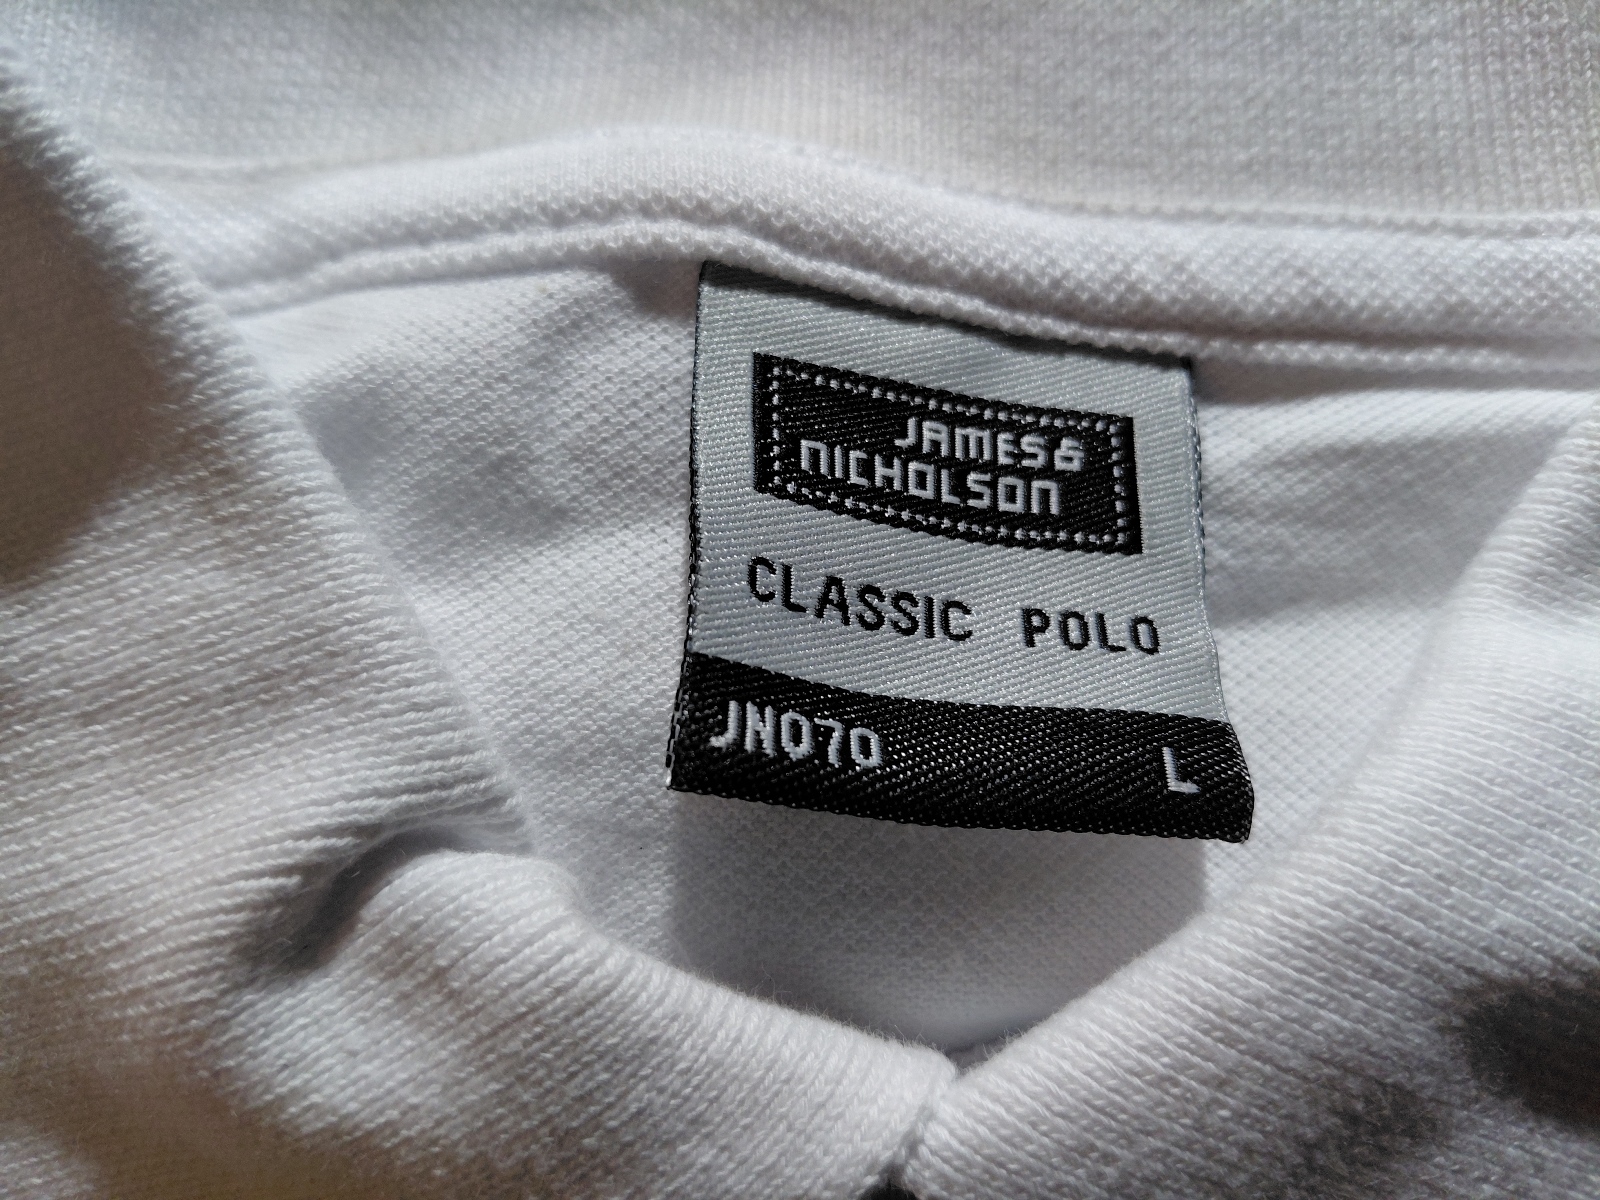 JAMES &
NICHOLSON
CLASSIC POLO
JN070 L